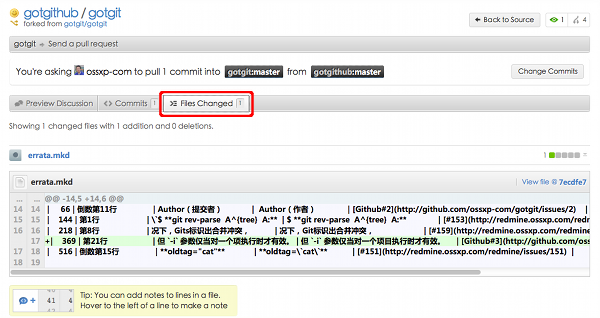 gotgithub / gotgit
forked from gotgit/gotgit
Back to Source 1 4
gotgit Send a pull request
You're asking ossxp-com to pull 1 commit into gotgit:master from gotgithub:master Change Commits
Preview Discussion <> Commits 1 Files Changed 1
Showing 1 changed files with 1 addition and 0 deletions.
errata.mkd 1
errata.mkd View file @ 7ecdfe7
... ... @@ -14,5 +14,6 @@
14 14 | 66 | 倒数第11行 | Author（提交者） | Author（作者） | [Github#2](http://github.com/ossxp-com/gotgit/issues/2) |
15 15 | 144 | 第1行 | \`$ **git rev-parse A^{tree} A:** | $ **git rev-parse A^{tree} A:** | [#153](http://redmine.ossxp.com/redm
16 16 | 218 | 第8行 | 况下，Gits标识出合并冲突， | 况下，Git标识出合并冲突， | [#159](http://redmine.ossxp.com/redmine/
17 +| 369 | 第21行 | 但 `-i` 参数仅当对一个项执行时才有效。 | 但 `-i` 参数仅当对一个项目执行时才有效。 | [Github#3](http://github.com/oss
17 18 | 516 | 倒数第15行 | **oldtag="cat"** | **oldtag=\`cat\`** | [#151](http://redmine.ossxp.com/redmine/issues/151) |
18 19
40 4
41 4 Tip: You can add notes to lines in a file.
42 4 Hover to the left of a line to make a note